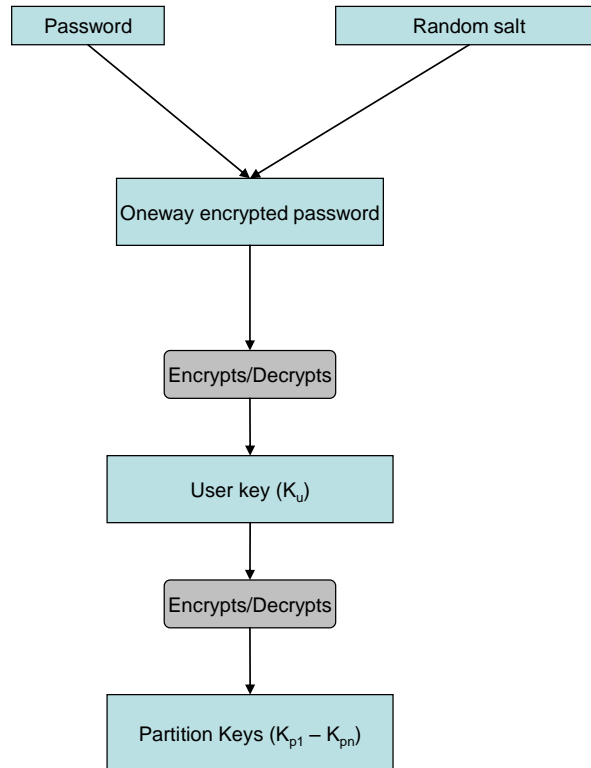 Password
Random salt
Oneway encrypted password
Encrypts/Decrypts
User key (Ku)
Encrypts/Decrypts
Partition Keys (Kp1 – Kpn)